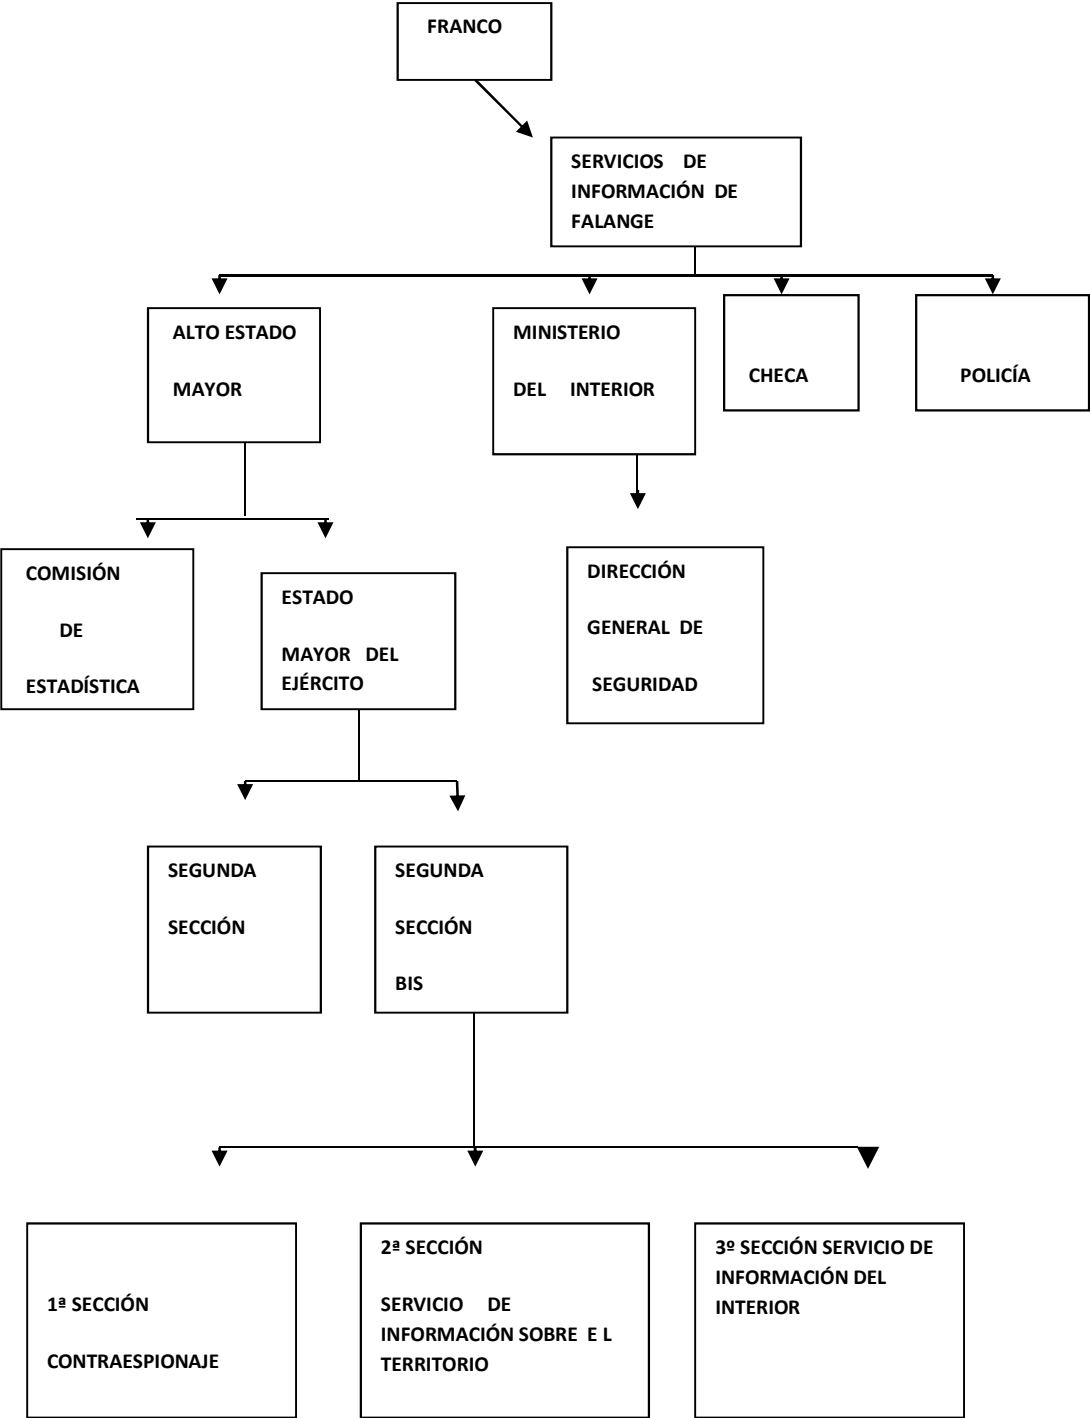 FRANCO
SERVICIOS DE
INFORMACIÓN DE
FALANGE
ALTO ESTADO
MAYOR
MINISTERIO
DEL INTERIOR
CHECA
POLICÍA
COMISIÓN
DE
ESTADÍSTICA
ESTADO
MAYOR DEL
EJÉRCITO
DIRECCIÓN
GENERAL DE
SEGURIDAD
SEGUNDA
SECCIÓN
SEGUNDA
SECCIÓN
BIS
1ª SECCIÓN
CONTRAESPIONAJE
2ª SECCIÓN
SERVICIO DE
INFORMACIÓN SOBRE E L
TERRITORIO
3º SECCIÓN SERVICIO DE
INFORMACIÓN DEL
INTERIOR